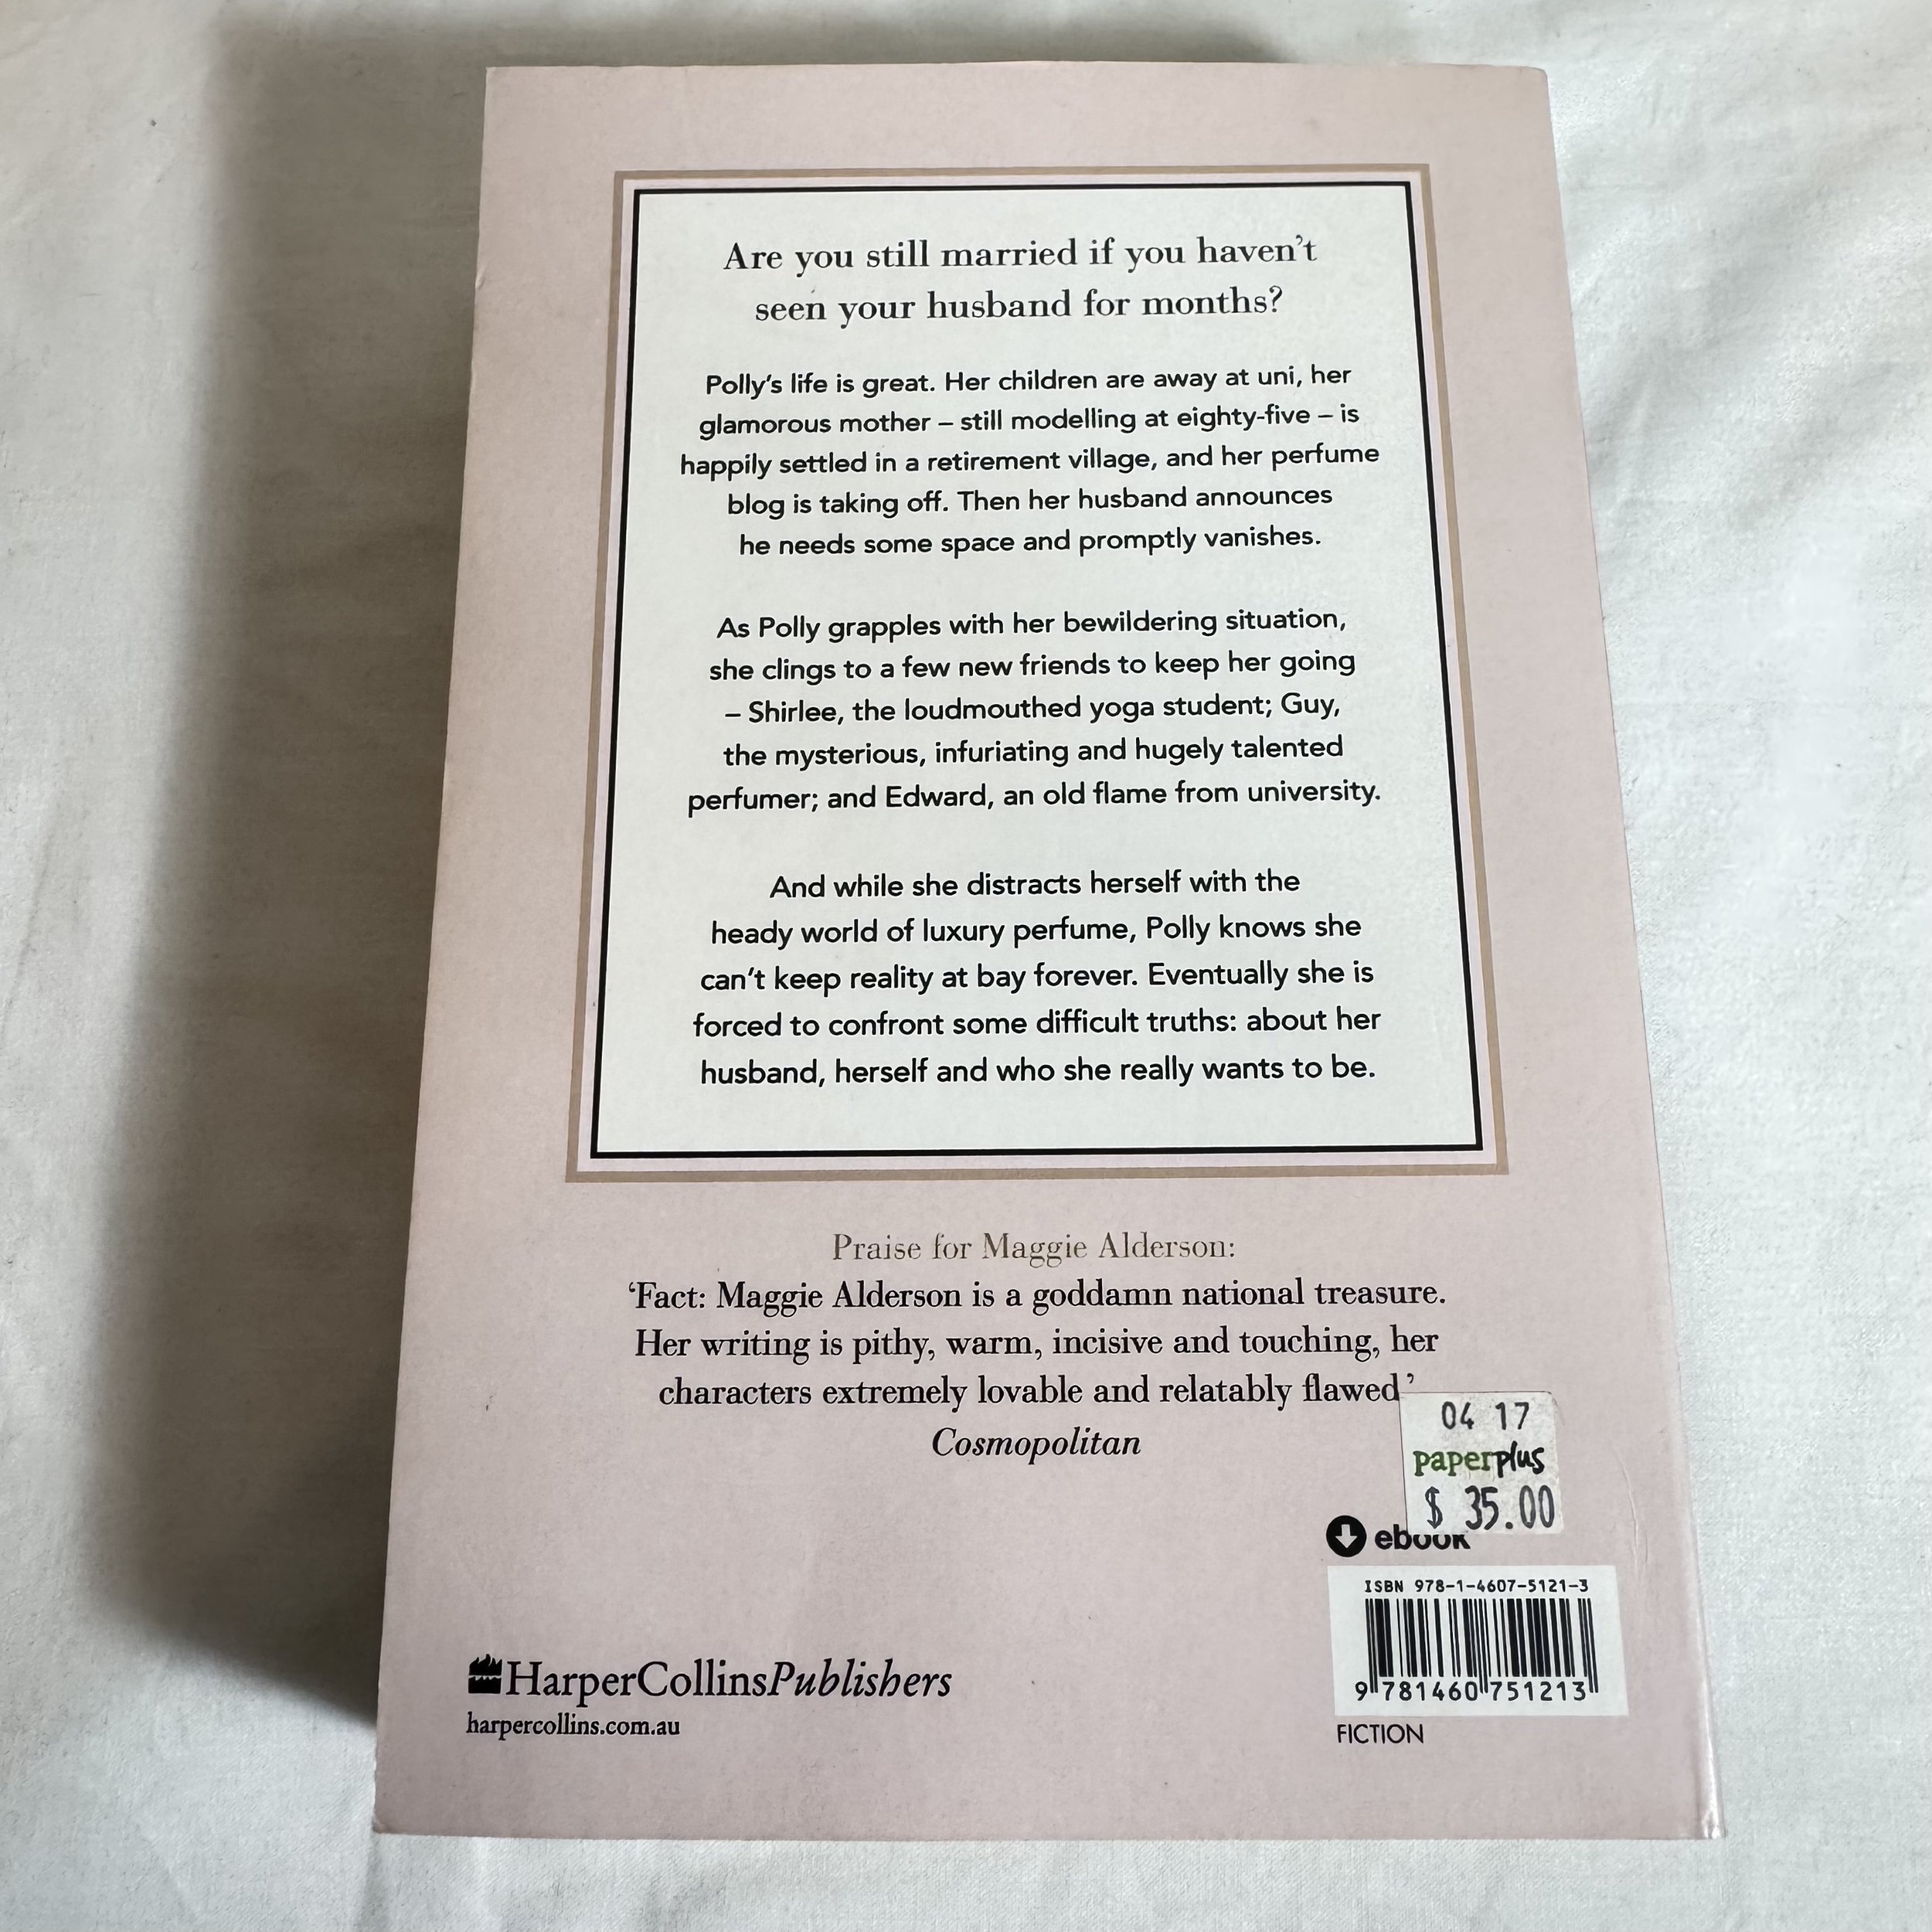 Are you still married if you haven't
seen your husband for months?
Polly's life is great. Her children are away at uni, her
glamorous mother – still modelling at eighty-five – is
happily settled in a retirement village, and her perfume
blog is taking off. Then her husband announces
he needs some space and promptly vanishes.
As Polly grapples with her bewildering situation,
she clings to a few new friends to keep her going
– Shirlee, the loudmouthed yoga student; Guy,
the mysterious, infuriating and hugely talented
perfumer; and Edward, an old flame from university.
And while she distracts herself with the
heady world of luxury perfume, Polly knows she
can't keep reality at bay forever. Eventually she is
forced to confront some difficult truths: about her
husband, herself and who she really wants to be.
Praise for Maggie Alderson:
'Fact: Maggie Alderson is a goddamn national treasure.
Her writing is pithy, warm, incisive and touching, her
characters extremely lovable and relatably flawed.'
Cosmopolitan
04 17
paperplus
$ 35.00
ebook
ISBN 978-1-4607-5121-3
9 781460 751213
FICTION
HarperCollinsPublishers
harpercollins.com.au